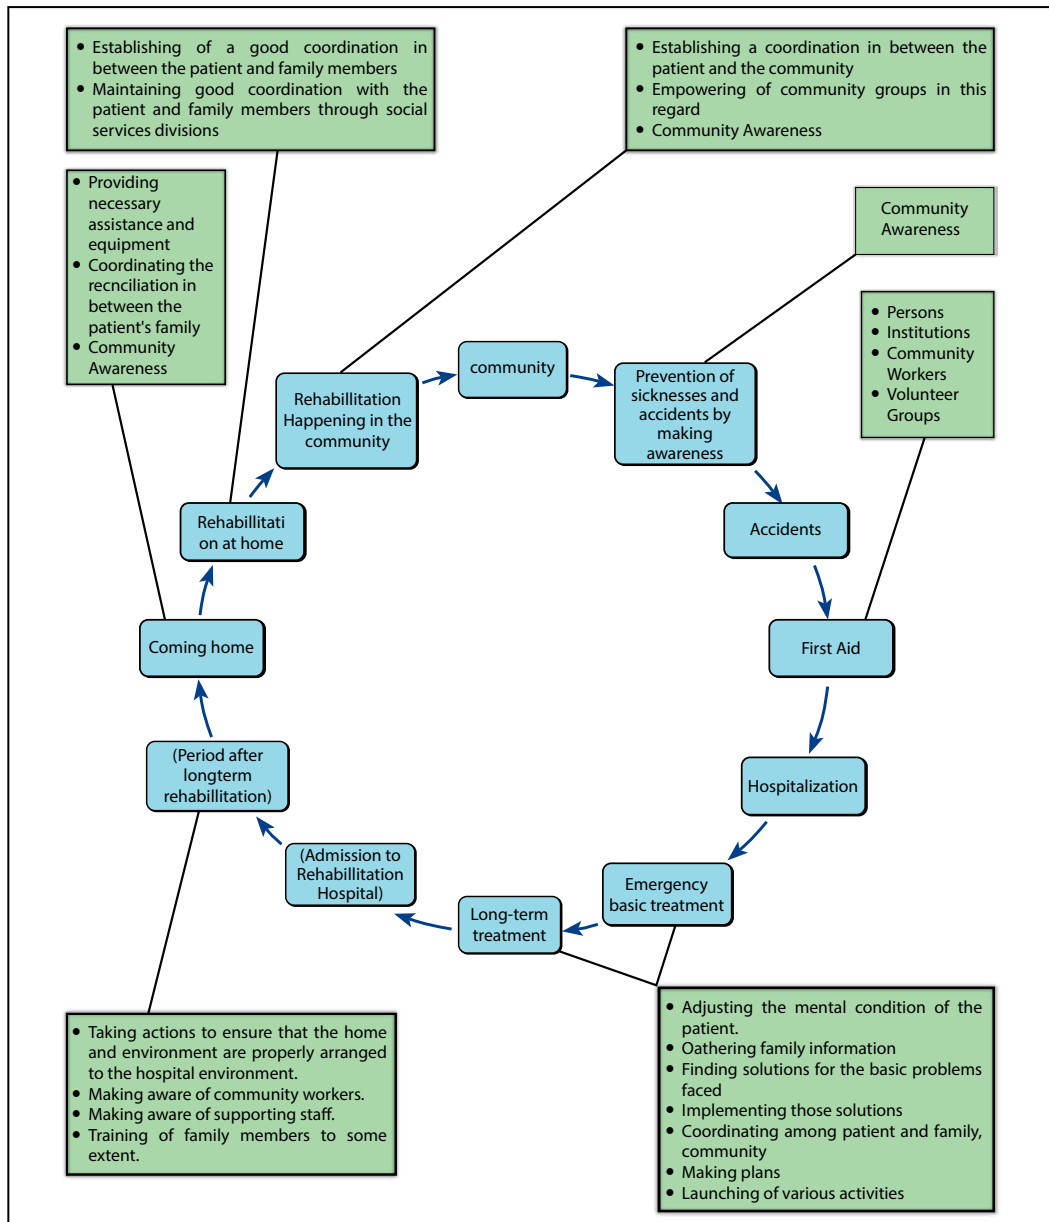 • Establishing of a good coordination in
between the patient and family members
• Maintaining good coordination with the
patient and family members through social
services divisions
• Establishing a coordination in between the
patient and the community
• Empowering of community groups in this
regard
• Community Awareness
• Providing
necessary
assistance and
equipment
• Coordinating the
recnciliation in
between the
patient's family
• Community
Awareness
Community
Awareness
• Persons
• Institutions
• Community
Workers
• Volunteer
Groups
community
Prevention of
sicknesses and
accidents by
making
awareness
Rehabillitation
Happening in the
community
Accidents
Rehabillitati
on at home
First Aid
Coming home
Hospitalization
(Period after
longterm
rehabillitation)
(Admission to
Rehabillitation
Hospital)
Emergency
basic treatment
Long-term
treatment
• Taking actions to ensure that the home
and environment are properly arranged
to the hospital environment.
• Making aware of community workers.
• Making aware of supporting staff.
• Training of family members to some
extent.
• Adjusting the mental condition of the
patient.
• Oathering family information
• Finding solutions for the basic problems
faced
• Implementing those solutions
• Coordinating among patient and family,
community
• Making plans
• Launching of various activities